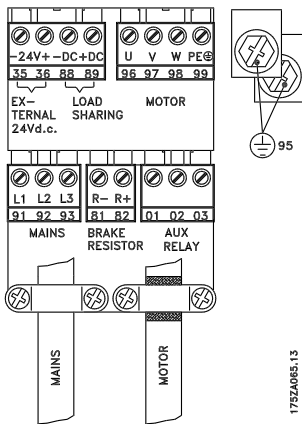 -24V+ -DC+DC U V W PE
35 36 88 89 96 97 98 99
EX-
TERNAL
24Vd.c.
LOAD
SHARING
MOTOR
95
L1 L2 L3 R- R+
91 92 93 81 82 01 02 03
MAINS
BRAKE
RESISTOR
AUX
RELAY
MAINS
MOTOR
175ZA065.13